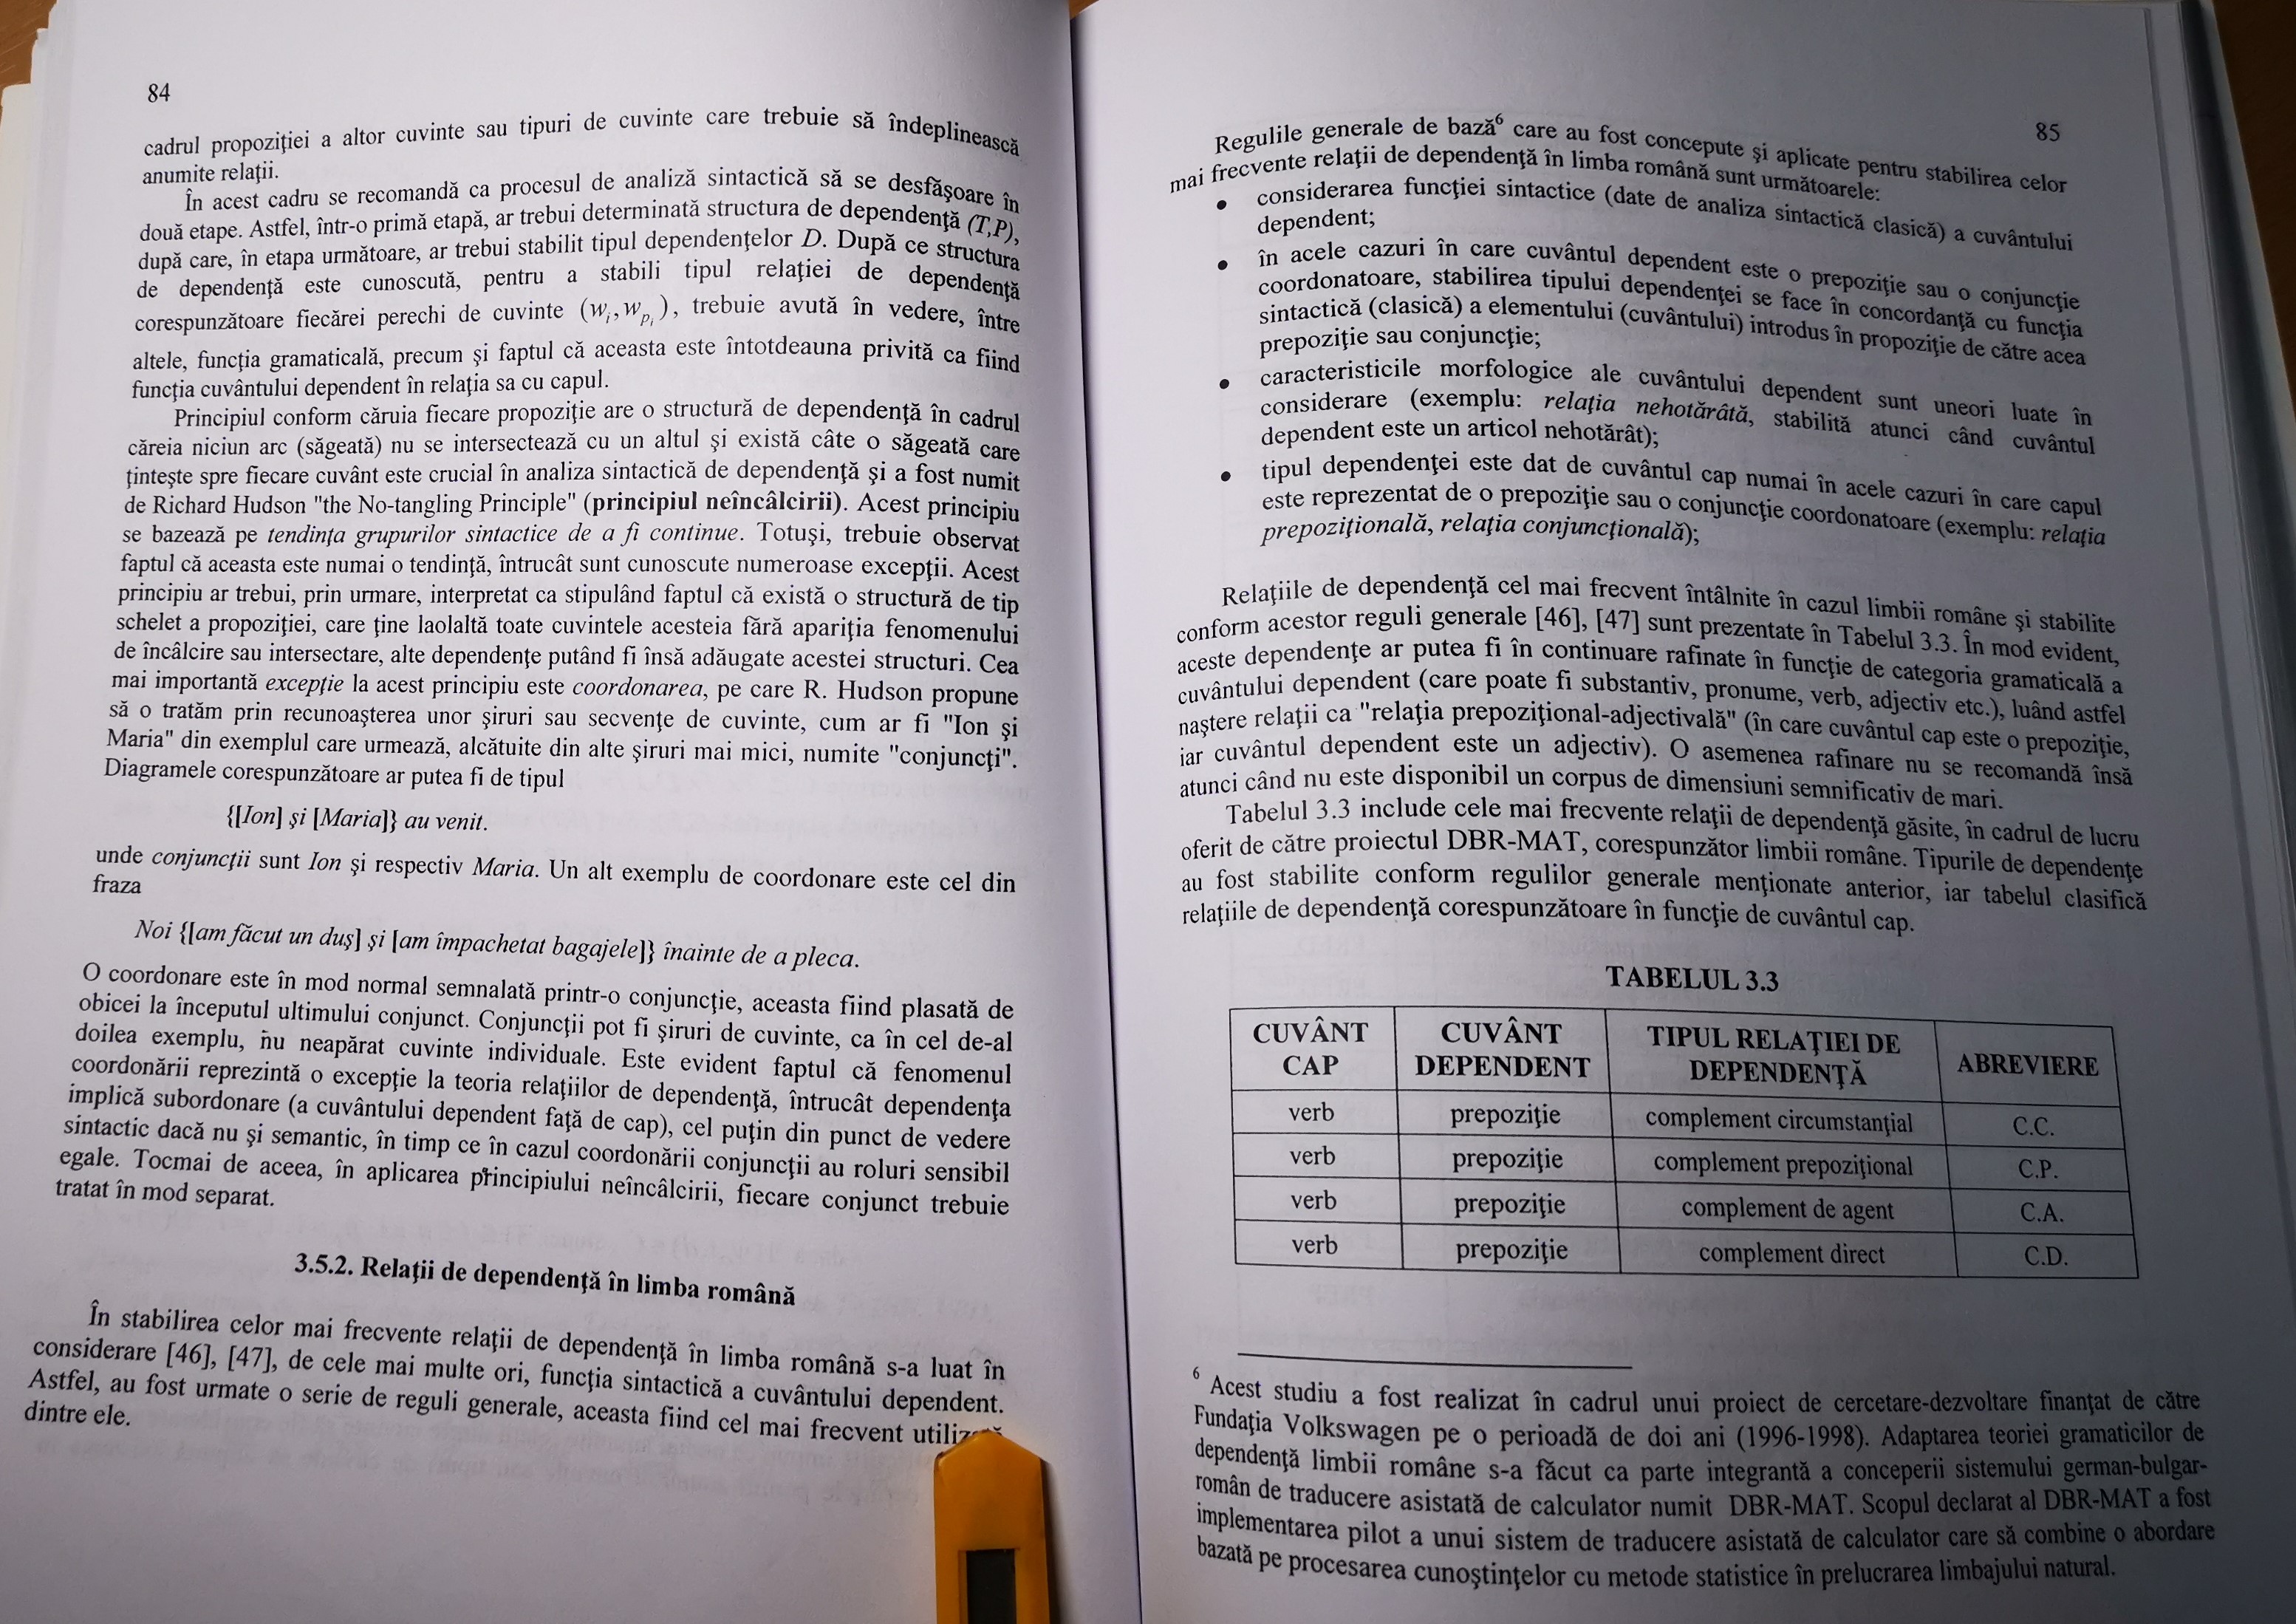 84
cadrul propoziţiei a altor cuvinte sau tipuri de cuvinte care trebuie să îndeplinească
anumite relaţii.
În acest cadru se recomandă ca procesul de analiză sintactică să se desfăşoare în
două etape. Astfel, într-o primă etapă, ar trebui determinată structura de dependenţă (T,P),
după care, în etapa următoare, ar trebui stabilit tipul dependenţelor D. După ce structura
de dependenţă este cunoscută, pentru a stabili tipul relaţiei de dependenţă
corespunzătoare fiecărei perechi de cuvinte (w_i, w_{p_i}), trebuie avută în vedere, între
altele, funcţia gramaticală, precum şi faptul că aceasta este întotdeauna privită ca fiind
funcţia cuvântului dependent în relaţia sa cu capul.
Principiul conform căruia fiecare propoziţie are o structură de dependenţă în cadrul
căreia niciun arc (săgeată) nu se intersectează cu un altul şi există câte o săgeată care
ţinteşte spre fiecare cuvânt este crucial în analiza sintactică de dependenţă şi a fost numit
de Richard Hudson "the No-tangling Principle" (principiul neîncâlcirii). Acest principiu
se bazează pe tendinţa grupurilor sintactice de a fi continue. Totuşi, trebuie observat
faptul că aceasta este numai o tendinţă, întrucât sunt cunoscute numeroase excepţii. Acest
principiu ar trebui, prin urmare, interpretat ca stipulând faptul că există o structură de tip
schelet a propoziţiei, care ţine laolaltă toate cuvintele acesteia fără apariţia fenomenului
de încâlcire sau intersectare, alte dependenţe putând fi însă adăugate acestei structuri. Cea
mai importantă excepţie la acest principiu este coordonarea, pe care R. Hudson propune
să o tratăm prin recunoaşterea unor şiruri sau secvenţe de cuvinte, cum ar fi "Ion şi
Maria" din exemplul care urmează, alcătuite din alte şiruri mai mici, numite "conjuncţi".
Diagramele corespunzătoare ar putea fi de tipul
{[Ion] şi [Maria]} au venit.
unde conjuncţii sunt Ion şi respectiv Maria. Un alt exemplu de coordonare este cel din
fraza
Noi {[am făcut un duş] şi [am împachetat bagajele]} înainte de a pleca.
O coordonare este în mod normal semnalată printr-o conjuncţie, aceasta fiind plasată de
obicei la începutul ultimului conjunct. Conjuncţii pot fi şiruri de cuvinte, ca în cel de-al
doilea exemplu, nu neapărat cuvinte individuale. Este evident faptul că fenomenul
coordonării reprezintă o excepţie la teoria relaţiilor de dependenţă, întrucât dependenţa
implică subordonare (a cuvântului dependent faţă de cap), cel puţin din punct de vedere
sintactic dacă nu şi semantic, în timp ce în cazul coordonării conjuncţii au roluri sensibil
egale. Tocmai de aceea, în aplicarea principiului neîncâlcirii, fiecare conjunct trebuie
tratat în mod separat.
3.5.2. Relaţii de dependenţă în limba română
În stabilirea celor mai frecvente relaţii de dependenţă în limba română s-a luat în
considerare [46], [47], de cele mai multe ori, funcţia sintactică a cuvântului dependent.
Astfel, au fost urmate o serie de reguli generale, aceasta fiind cel mai frecvent
dintre ele.
85
Regulile generale de bază⁶ care au fost concepute şi aplicate pentru stabilirea celor
mai frecvente relaţii de dependenţă în limba română sunt următoarele:
• considerarea funcţiei sintactice (date de analiza sintactică clasică) a cuvântului
dependent;
• în acele cazuri în care cuvântul dependent este o prepoziţie sau o conjuncţie
coordonatoare, stabilirea tipului dependenţei se face în concordanţă cu funcţia
sintactică (clasică) a elementului (cuvântului) introdus în propoziţie de către acea
prepoziţie sau conjuncţie;
• caracteristicile morfologice ale cuvântului dependent sunt uneori luate în
considerare (exemplu: relaţia nehotărâtă, stabilită atunci când cuvântul
dependent este un articol nehotărât);
• tipul dependenţei este dat de cuvântul cap numai în acele cazuri în care capul
este reprezentat de o prepoziţie sau o conjuncţie coordonatoare (exemplu: relaţia
prepoziţională, relaţia conjuncţională);
Relaţiile de dependenţă cel mai frecvent întâlnite în cazul limbii române şi stabilite
conform acestor reguli generale [46], [47] sunt prezentate în Tabelul 3.3. În mod evident,
aceste dependenţe ar putea fi în continuare rafinate în funcţie de categoria gramaticală a
cuvântului dependent (care poate fi substantiv, pronume, verb, adjectiv etc.), luând astfel
naştere relaţii ca "relaţia prepoziţional-adjectivală" (în care cuvântul cap este o prepoziţie,
iar cuvântul dependent este un adjectiv). O asemenea rafinare nu se recomandă însă
atunci când nu este disponibil un corpus de dimensiuni semnificativ de mari.
Tabelul 3.3 include cele mai frecvente relaţii de dependenţă găsite, în cadrul de lucru
oferit de către proiectul DBR-MAT, corespunzător limbii române. Tipurile de dependenţe
au fost stabilite conform regulilor generale menţionate anterior, iar tabelul clasifică
relaţiile de dependenţă corespunzătoare în funcţie de cuvântul cap.
TABELUL 3.3
CUVÂNT CAP | CUVÂNT DEPENDENT | TIPUL RELAŢIEI DE DEPENDENŢĂ | ABREVIERE
verb | prepoziţie | complement circumstanţial | C.C.
verb | prepoziţie | complement prepoziţional | C.P.
verb | prepoziţie | complement de agent | C.A.
verb | prepoziţie | complement direct | C.D.
⁶ Acest studiu a fost realizat în cadrul unui proiect de cercetare-dezvoltare finanţat de către
Fundaţia Volkswagen pe o perioadă de doi ani (1996-1998). Adaptarea teoriei gramaticilor de
dependenţă limbii române s-a făcut ca parte integrantă a conceperii sistemului german-bulgar-
român de traducere asistată de calculator numit DBR-MAT. Scopul declarat al DBR-MAT a fost
implementarea pilot a unui sistem de traducere asistată de calculator care să combine o abordare
bazată pe procesarea cunoştinţelor cu metode statistice în prelucrarea limbajului natural.